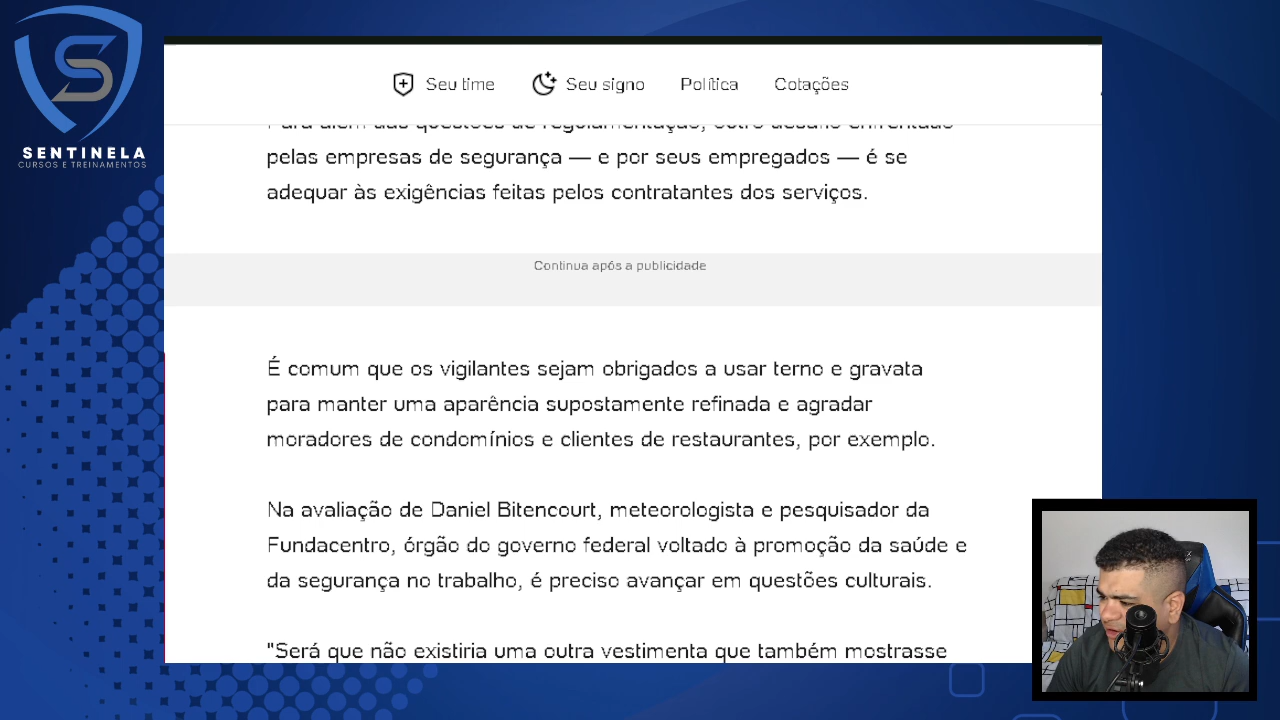 SENTINELA
CURSOS E TREINAMENTOS
Seu time
Seu signo
Política
Cotações
Para além das questões de regulamentação, outro desafio enfrentado
pelas empresas de segurança — e por seus empregados — é se
adequar às exigências feitas pelos contratantes dos serviços.
Continua após a publicidade
É comum que os vigilantes sejam obrigados a usar terno e gravata
para manter uma aparência supostamente refinada e agradar
moradores de condomínios e clientes de restaurantes, por exemplo.
Na avaliação de Daniel Bitencourt, meteorologista e pesquisador da
Fundacentro, órgão do governo federal voltado à promoção da saúde e
da segurança no trabalho, é preciso avançar em questões culturais.
"Será que não existiria uma outra vestimenta que também mostrasse